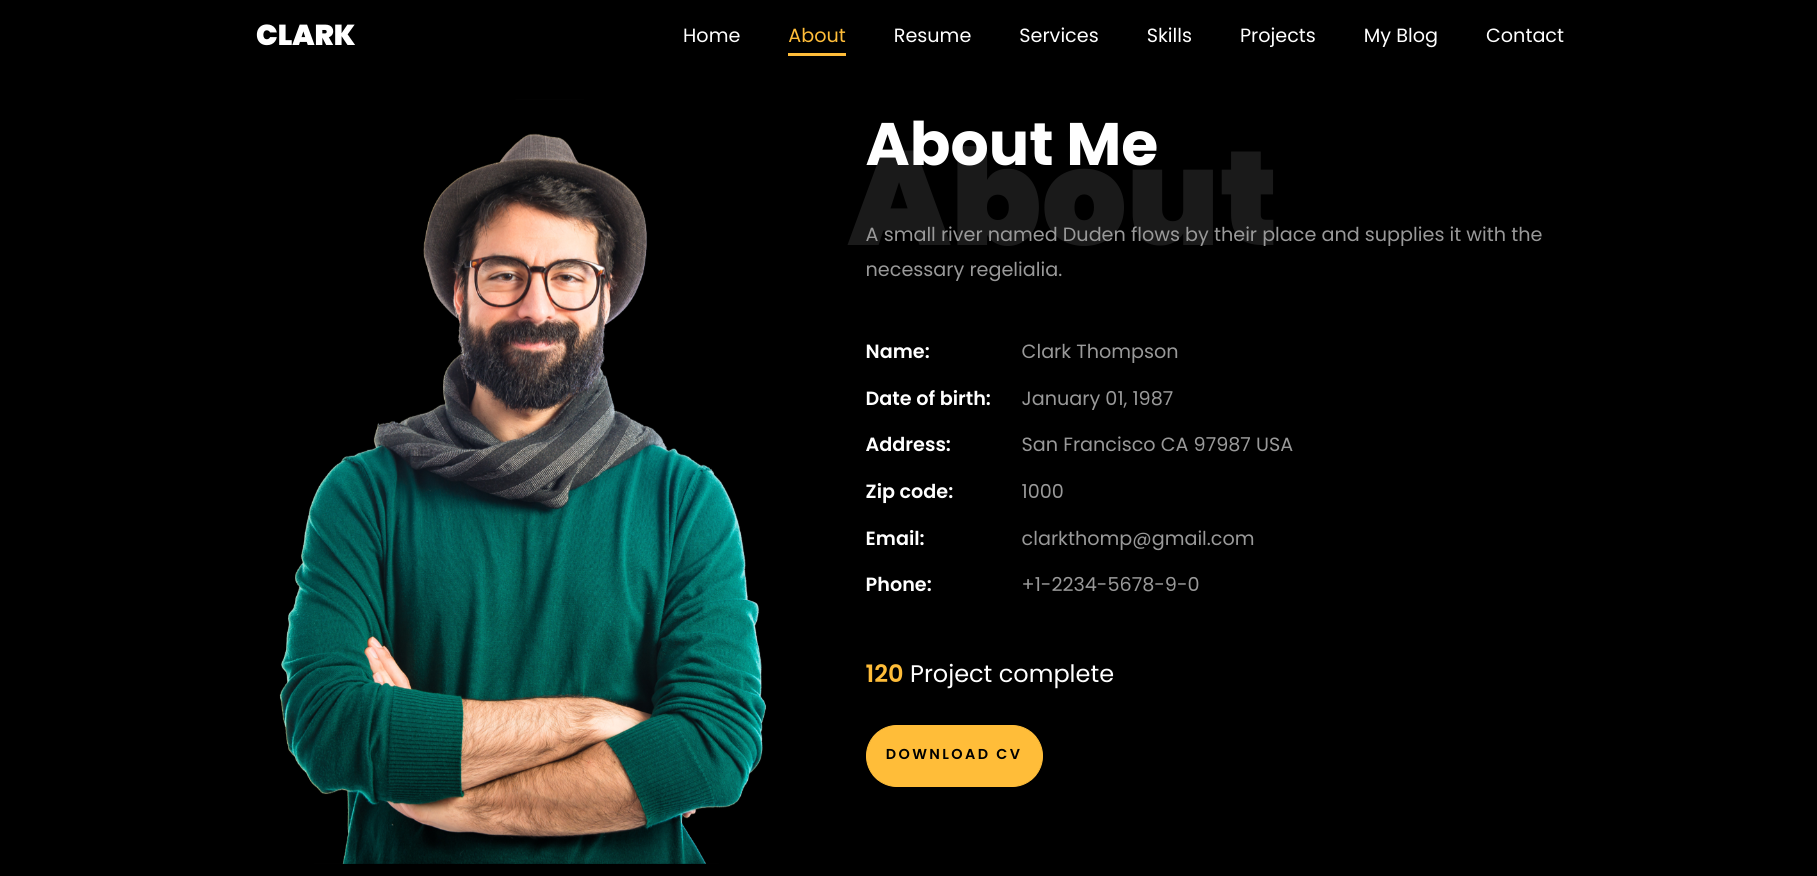 CLARK
Home About Resume Services Skills Projects My Blog Contact
About Me
About
A small river named Duden flows by their place and supplies it with the
necessary regelialia.
Name: Clark Thompson
Date of birth: January 01, 1987
Address: San Francisco CA 97987 USA
Zip code: 1000
Email: clarkthomp@gmail.com
Phone: +1-2234-5678-9-0
120 Project complete
DOWNLOAD CV